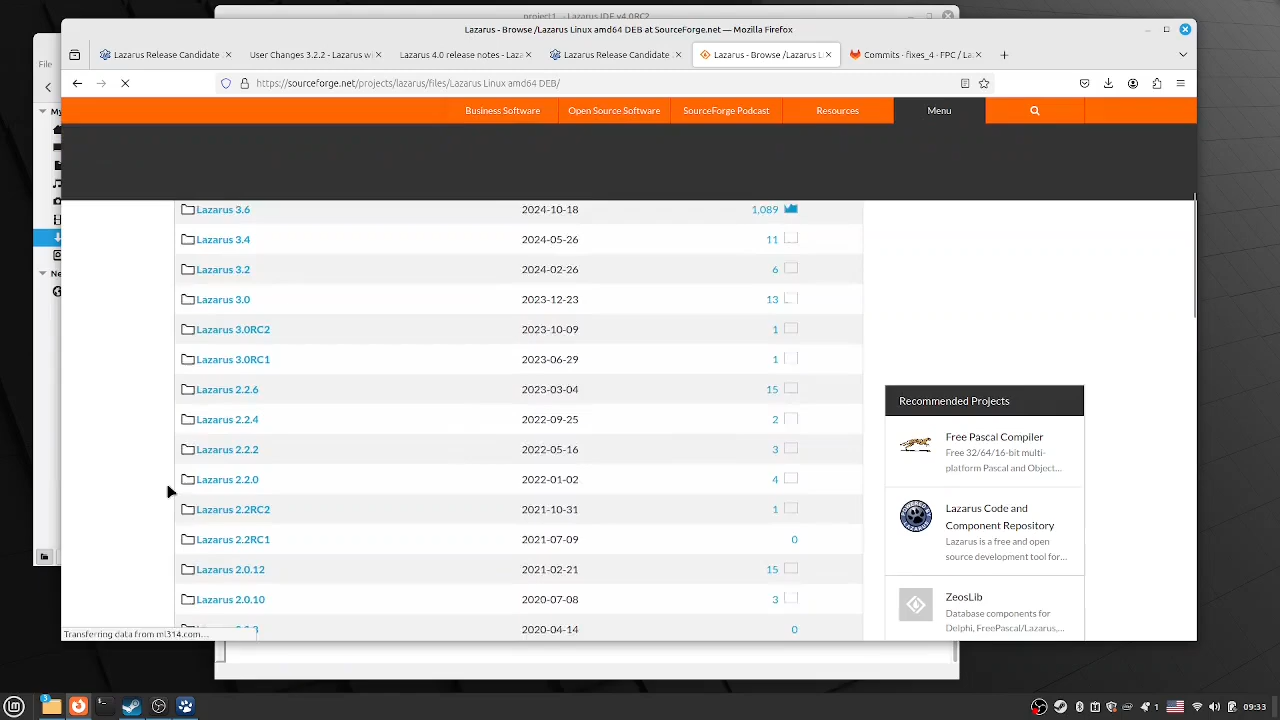 project1 - Lazarus IDE v4.0RC2
Lazarus - Browse /Lazarus Linux amd64 DEB at SourceForge.net — Mozilla Firefox
File
Lazarus Release Candidate
User Changes 3.2.2 - Lazarus wi
Lazarus 4.0 release notes - Laz
Lazarus Release Candidate
Lazarus - Browse /Lazarus L
Commits · fixes_4 · FPC / La
https://sourceforge.net/projects/lazarus/files/Lazarus Linux amd64 DEB/
My
Ne
Business Software
Open Source Software
SourceForge Podcast
Resources
Menu
Lazarus 3.6 2024-10-18 1,089
Lazarus 3.4 2024-05-26 11
Lazarus 3.2 2024-02-26 6
Lazarus 3.0 2023-12-23 13
Lazarus 3.0RC2 2023-10-09 1
Lazarus 3.0RC1 2023-06-29 1
Lazarus 2.2.6 2023-03-04 15
Lazarus 2.2.4 2022-09-25 2
Lazarus 2.2.2 2022-05-16 3
Lazarus 2.2.0 2022-01-02 4
Lazarus 2.2RC2 2021-10-31 1
Lazarus 2.2RC1 2021-07-09 0
Lazarus 2.0.12 2021-02-21 15
Lazarus 2.0.10 2020-07-08 3
2020-04-14 0
Recommended Projects
Free Pascal Compiler
Free 32/64/16-bit multi-
platform Pascal and Object...
Lazarus Code and
Component Repository
Lazarus is a free and open
source development tool for...
ZeosLib
Database components for
Delphi, FreePascal/Lazarus,...
Transferring data from ml314.com...
3
1
09:33